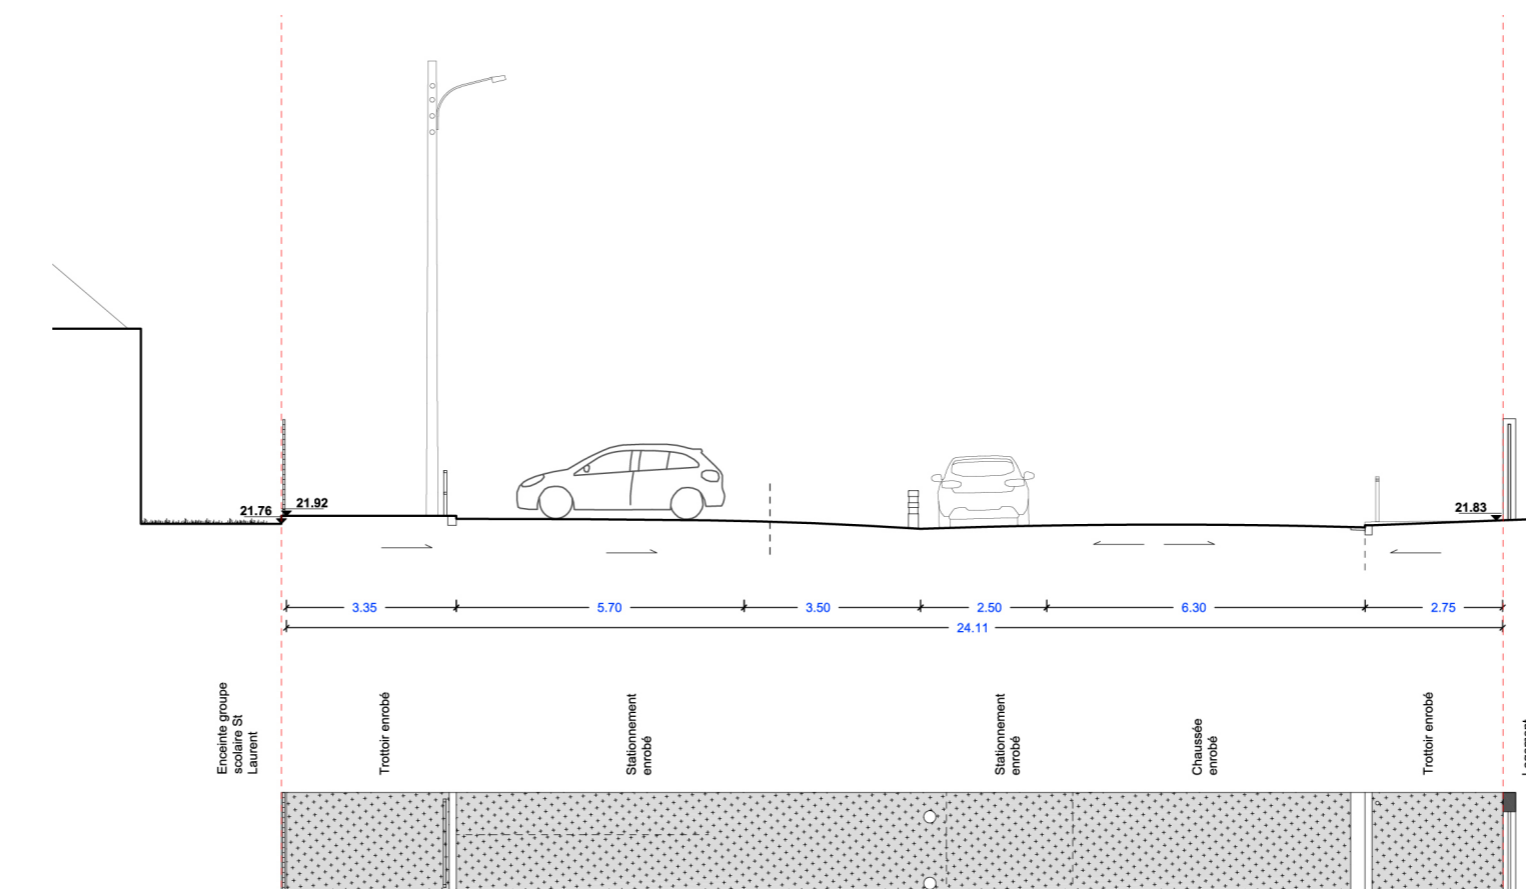 21.76
21.92
21.83
3.35
5.70
3.50
2.50
6.30
2.75
24.11
Enceinte groupe
scolaire St
Laurent
Trottoir enrobé
Stationnement
enrobé
Stationnement
enrobé
Chaussée
enrobé
Trottoir enrobé